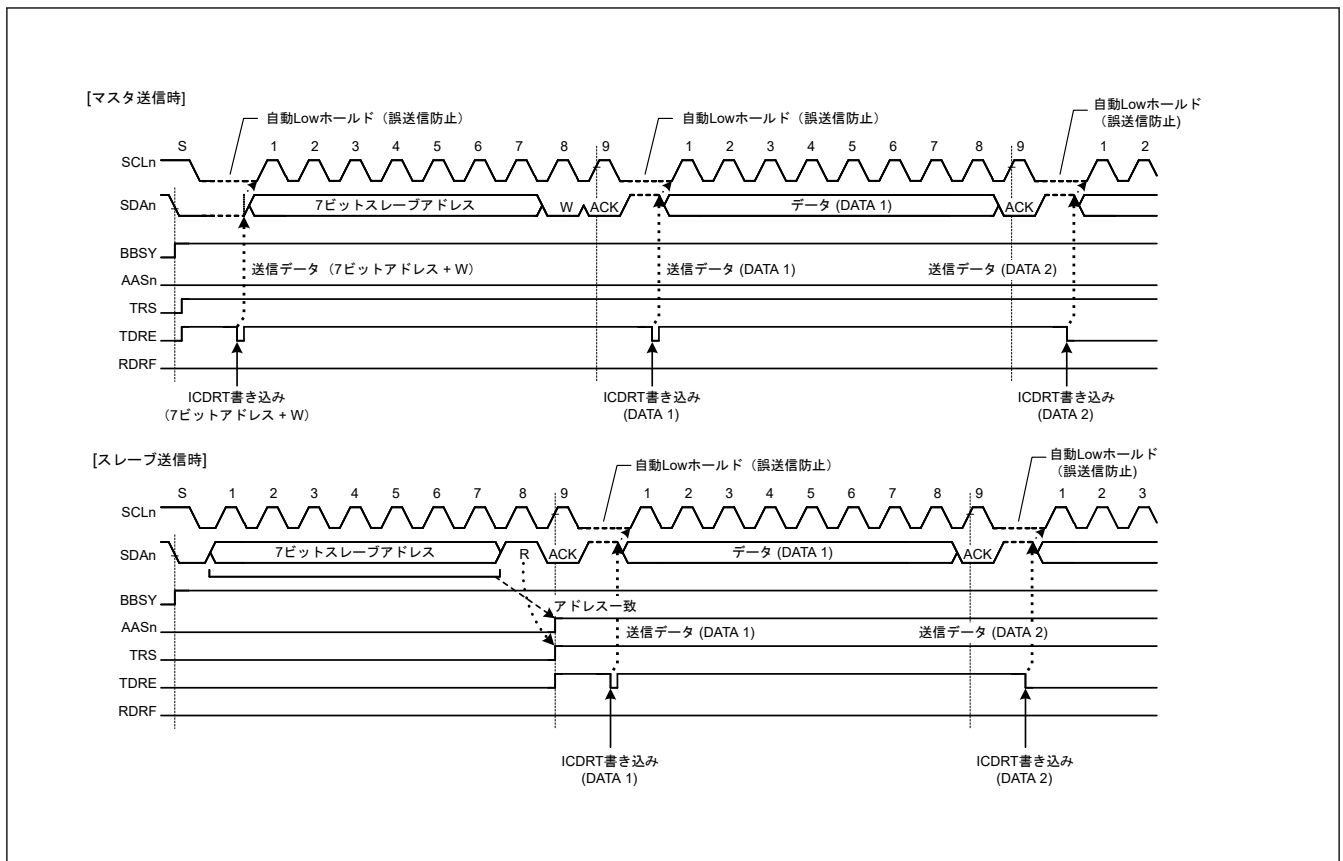 [マスタ送信時]
自動Lowホールド（誤送信防止）
自動Lowホールド（誤送信防止）
自動Lowホールド
（誤送信防止)
S 1 2 3 4 5 6 7 8 9 1 2 3 4 5 6 7 8 9 1 2
SCLn
SDAn 7ビットスレーブアドレス W ACK データ (DATA 1) ACK
BBSY
送信データ（7ビットアドレス + W） 送信データ (DATA 1) 送信データ (DATA 2)
AASn
TRS
TDRE
RDRF
ICDRT書き込み
（7ビットアドレス + W）
ICDRT書き込み
(DATA 1)
ICDRT書き込み
(DATA 2)
[スレーブ送信時]
自動Lowホールド（誤送信防止）
自動Lowホールド
（誤送信防止)
S 1 2 3 4 5 6 7 8 9 1 2 3 4 5 6 7 8 9 1 2 3
SCLn
SDAn 7ビットスレーブアドレス R ACK データ (DATA 1) ACK
BBSY
アドレス一致
AASn
送信データ (DATA 1) 送信データ (DATA 2)
TRS
TDRE
RDRF
ICDRT書き込み
(DATA 1)
ICDRT書き込み
(DATA 2)